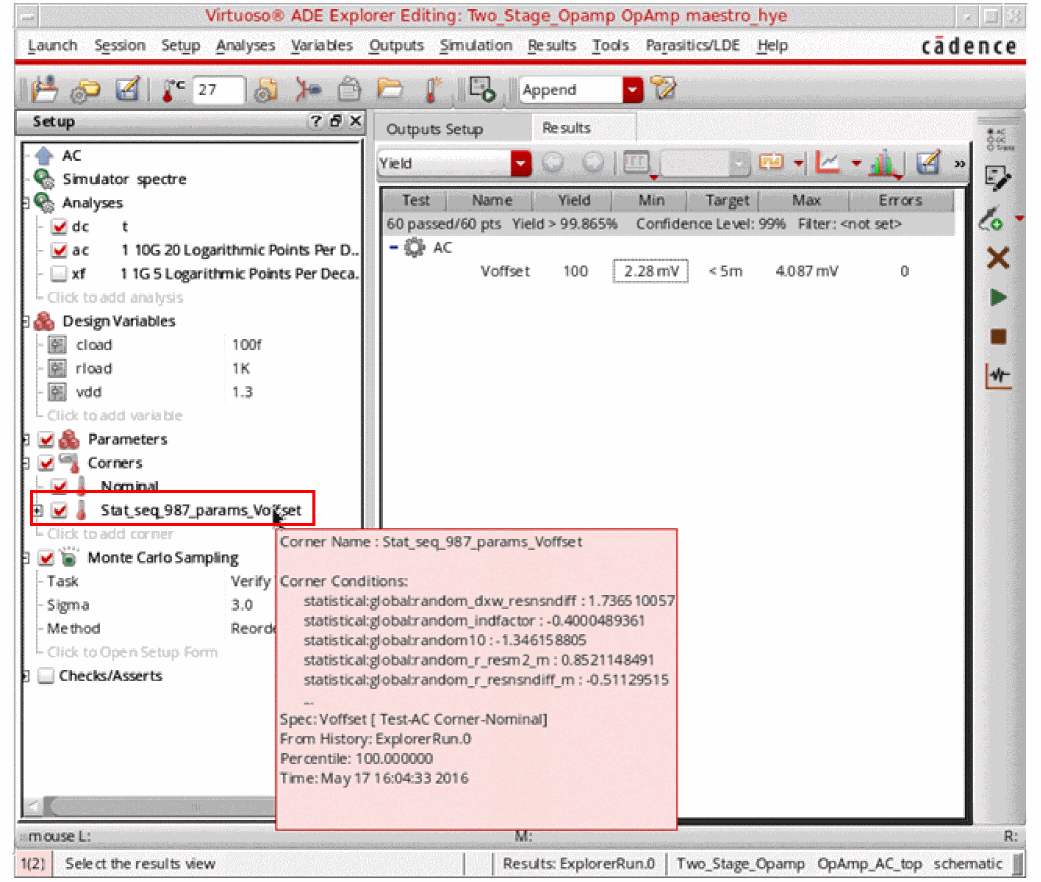 Virtuoso® ADE Explorer Editing: Two_Stage_Opamp OpAmp maestro_hye
Launch Session Setup Analyses Variables Outputs Simulation Results Tools Parasitics/LDE Help cādence
°C 27 Append
Setup ? X
Outputs Setup Results
AC
Simulator spectre
Analyses
dc t
ac 1 10G 20 Logarithmic Points Per D..
xf 1 1G 5 Logarithmic Points Per Deca.
Click to add analysis
Design Variables
cload 100f
rload 1K
vdd 1.3
Click to add variable
Parameters
Corners
Nominal
Stat_seq_987_params_Voffset
Click to add corner
Monte Carlo Sampling
Task Verify
Sigma 3.0
Method Reorde
Click to Open Setup Form
Checks/Asserts
Yield »
Test Name Yield Min Target Max Errors
60 passed/60 pts Yield > 99.865% Confidence Level: 99% Filter: <not set>
AC
Voffset 100 2.28 mV < 5m 4.087 mV 0
AC
DC
Trans
Corner Name : Stat_seq_987_params_Voffset
Corner Conditions:
statistical:global:random_dxw_resnsndiff : 1.736510057
statistical:global:random_indfactor : -0.4000489361
statistical:global:random10 : -1.346158805
statistical:global:random_r_resm2_m : 0.8521148491
statistical:global:random_r_resnsndiff_m : -0.51129515
...
Spec: Voffset [ Test-AC Corner-Nominal]
From History: ExplorerRun.0
Percentile: 100.000000
Time: May 17 16:04:33 2016
mouse L: M: R:
1(2) Select the results view Results: ExplorerRun.0 Two_Stage_Opamp OpAmp_AC_top schematic